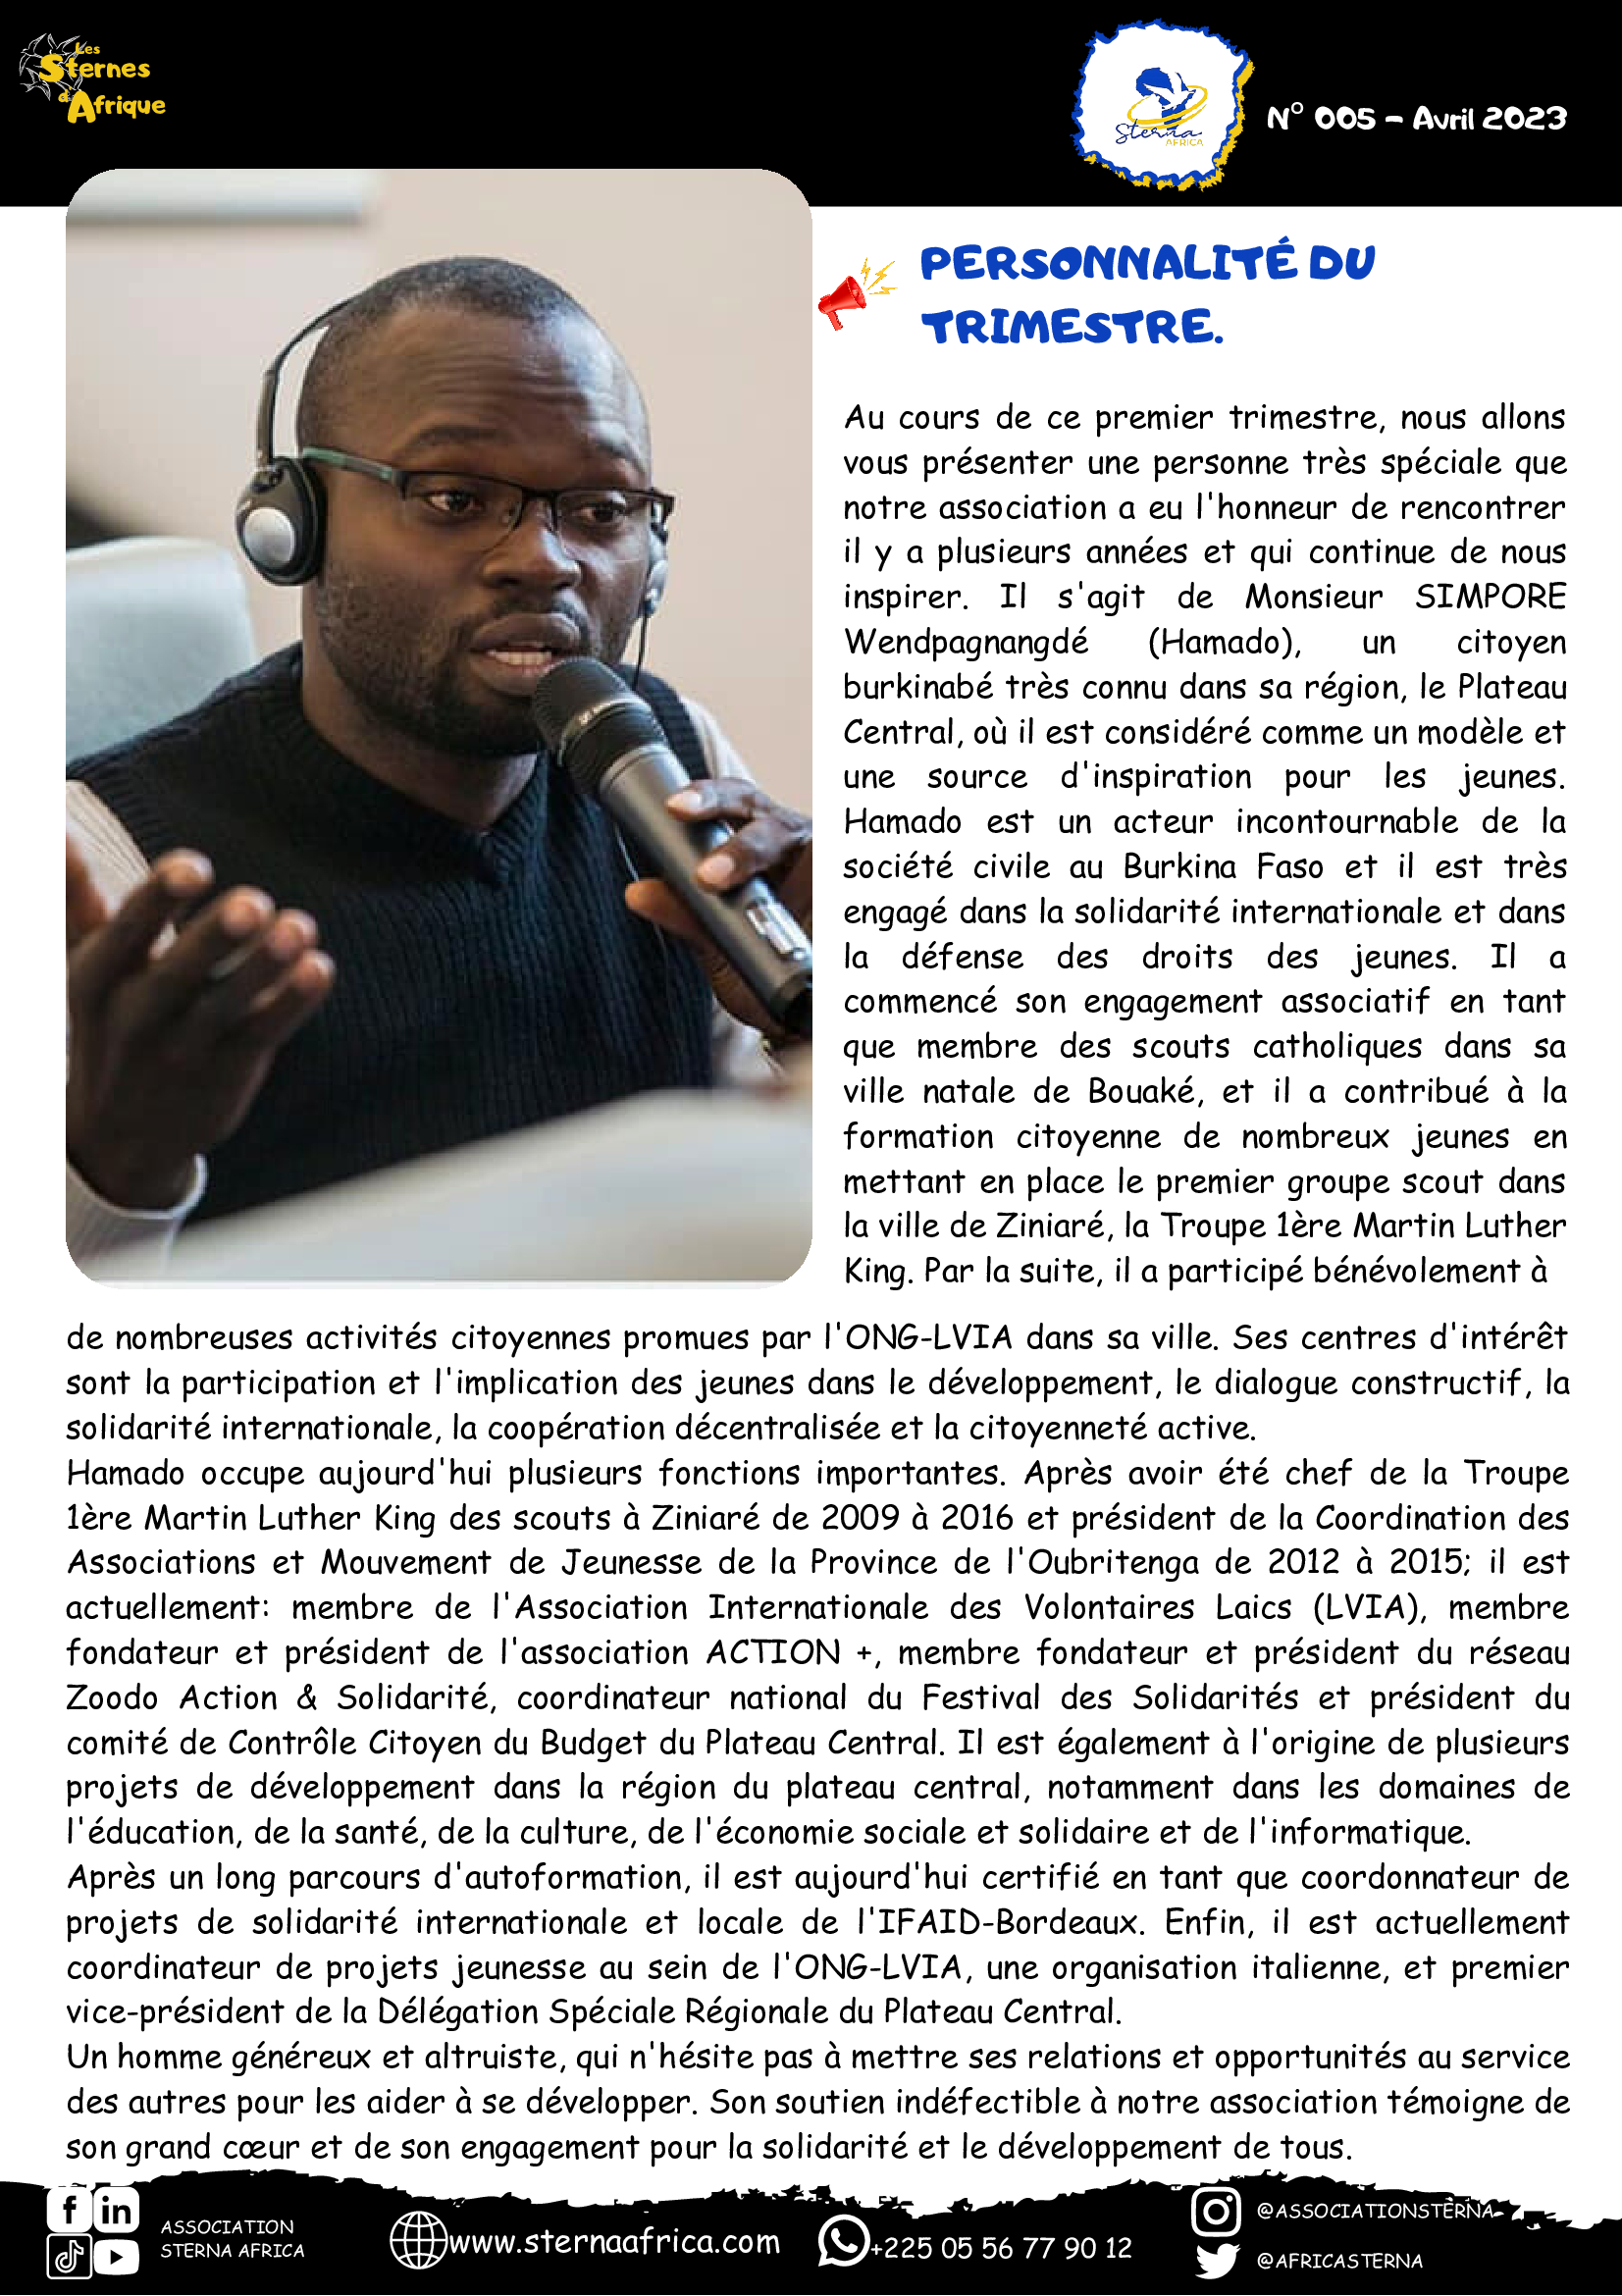 Les
Sternes
d'Afrique
Sterna
AFRICA
N° 005 – Avril 2023
PERSONNALITÉ DU
TRIMESTRE.
Au cours de ce premier trimestre, nous allons
vous présenter une personne très spéciale que
notre association a eu l'honneur de rencontrer
il y a plusieurs années et qui continue de nous
inspirer. Il s'agit de Monsieur SIMPORE
Wendpagnangdé (Hamado), un citoyen
burkinabé très connu dans sa région, le Plateau
Central, où il est considéré comme un modèle et
une source d'inspiration pour les jeunes.
Hamado est un acteur incontournable de la
société civile au Burkina Faso et il est très
engagé dans la solidarité internationale et dans
la défense des droits des jeunes. Il a
commencé son engagement associatif en tant
que membre des scouts catholiques dans sa
ville natale de Bouaké, et il a contribué à la
formation citoyenne de nombreux jeunes en
mettant en place le premier groupe scout dans
la ville de Ziniaré, la Troupe 1ère Martin Luther
King. Par la suite, il a participé bénévolement à
de nombreuses activités citoyennes promues par l'ONG-LVIA dans sa ville. Ses centres d'intérêt
sont la participation et l'implication des jeunes dans le développement, le dialogue constructif, la
solidarité internationale, la coopération décentralisée et la citoyenneté active.
Hamado occupe aujourd'hui plusieurs fonctions importantes. Après avoir été chef de la Troupe
1ère Martin Luther King des scouts à Ziniaré de 2009 à 2016 et président de la Coordination des
Associations et Mouvement de Jeunesse de la Province de l'Oubritenga de 2012 à 2015; il est
actuellement: membre de l'Association Internationale des Volontaires Laics (LVIA), membre
fondateur et président de l'association ACTION +, membre fondateur et président du réseau
Zoodo Action & Solidarité, coordinateur national du Festival des Solidarités et président du
comité de Contrôle Citoyen du Budget du Plateau Central. Il est également à l'origine de plusieurs
projets de développement dans la région du plateau central, notamment dans les domaines de
l'éducation, de la santé, de la culture, de l'économie sociale et solidaire et de l'informatique.
Après un long parcours d'autoformation, il est aujourd'hui certifié en tant que coordonnateur de
projets de solidarité internationale et locale de l'IFAID-Bordeaux. Enfin, il est actuellement
coordinateur de projets jeunesse au sein de l'ONG-LVIA, une organisation italienne, et premier
vice-président de la Délégation Spéciale Régionale du Plateau Central.
Un homme généreux et altruiste, qui n'hésite pas à mettre ses relations et opportunités au service
des autres pour les aider à se développer. Son soutien indéfectible à notre association témoigne de
son grand cœur et de son engagement pour la solidarité et le développement de tous.
ASSOCIATION
STERNA AFRICA
www.sternaafrica.com
+225 05 56 77 90 12
@ASSOCIATIONSTERNA
@AFRICASTERNA